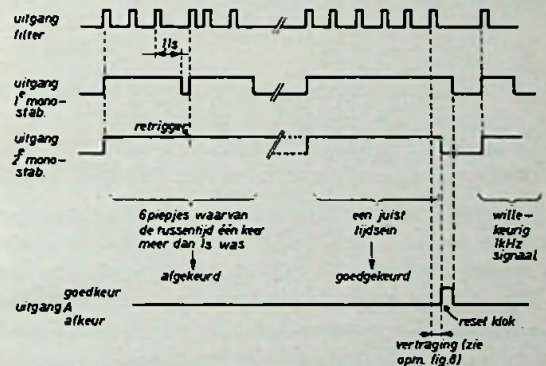 uitgang
filter
1,1s
uitgang
1e mono-
stab.
retrigger
uitgang
2e mono-
stab.
6 piepjes waarvan
de tussentijd één keer
meer dan 1s was
een juist
tijdsein
wille-
keurig
1kHz
signaal
afgekeurd
goedgekeurd
goedkeur
uitgang A
afkeur
reset klok
vertraging (zie
opm. fig.6)